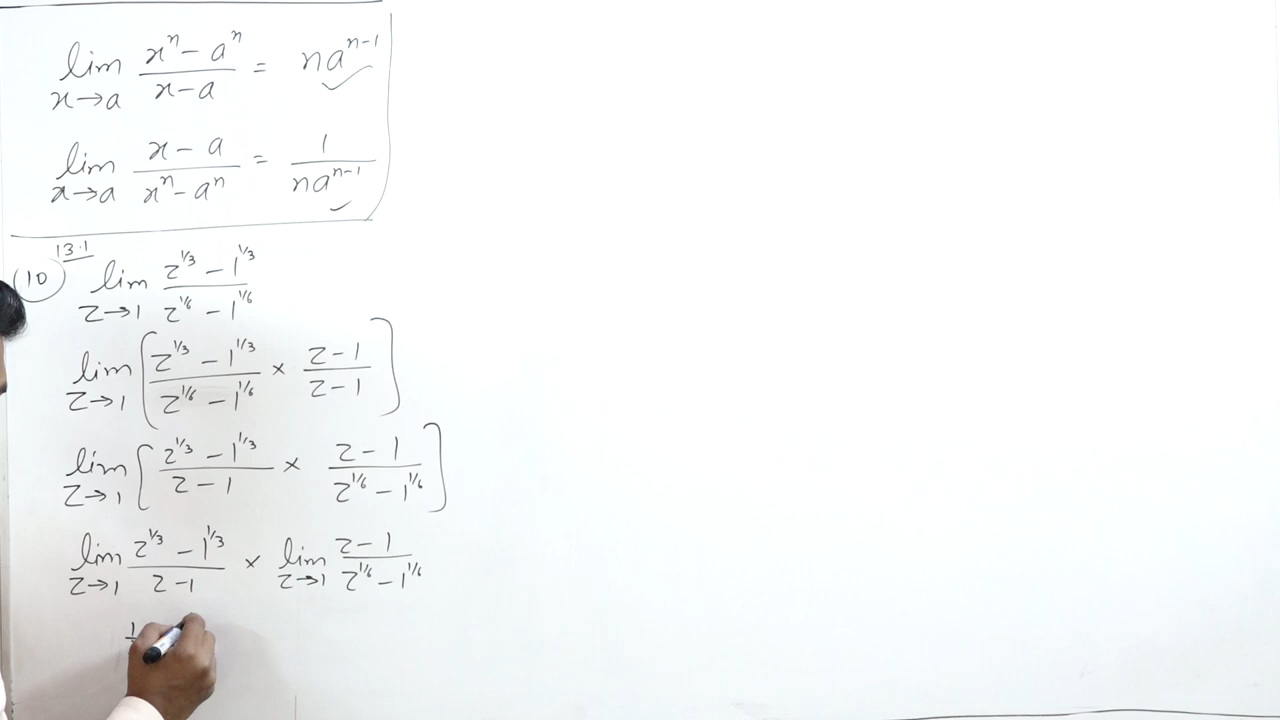 lim x→a (xⁿ - aⁿ)/(x - a) = naⁿ⁻¹ ✓
lim x→a (x - a)/(xⁿ - aⁿ) = 1/(naⁿ⁻¹) ✓
13.1
(10) lim z→1 (z^1/3 - 1^1/3)/(z^1/6 - 1^1/6)
lim z→1 [(z^1/3 - 1^1/3)/(z^1/6 - 1^1/6) × (z - 1)/(z - 1)]
lim z→1 [(z^1/3 - 1^1/3)/(z - 1) × (z - 1)/(z^1/6 - 1^1/6)]
lim z→1 (z^1/3 - 1^1/3)/(z - 1) × lim z→1 (z - 1)/(z^1/6 - 1^1/6)
1